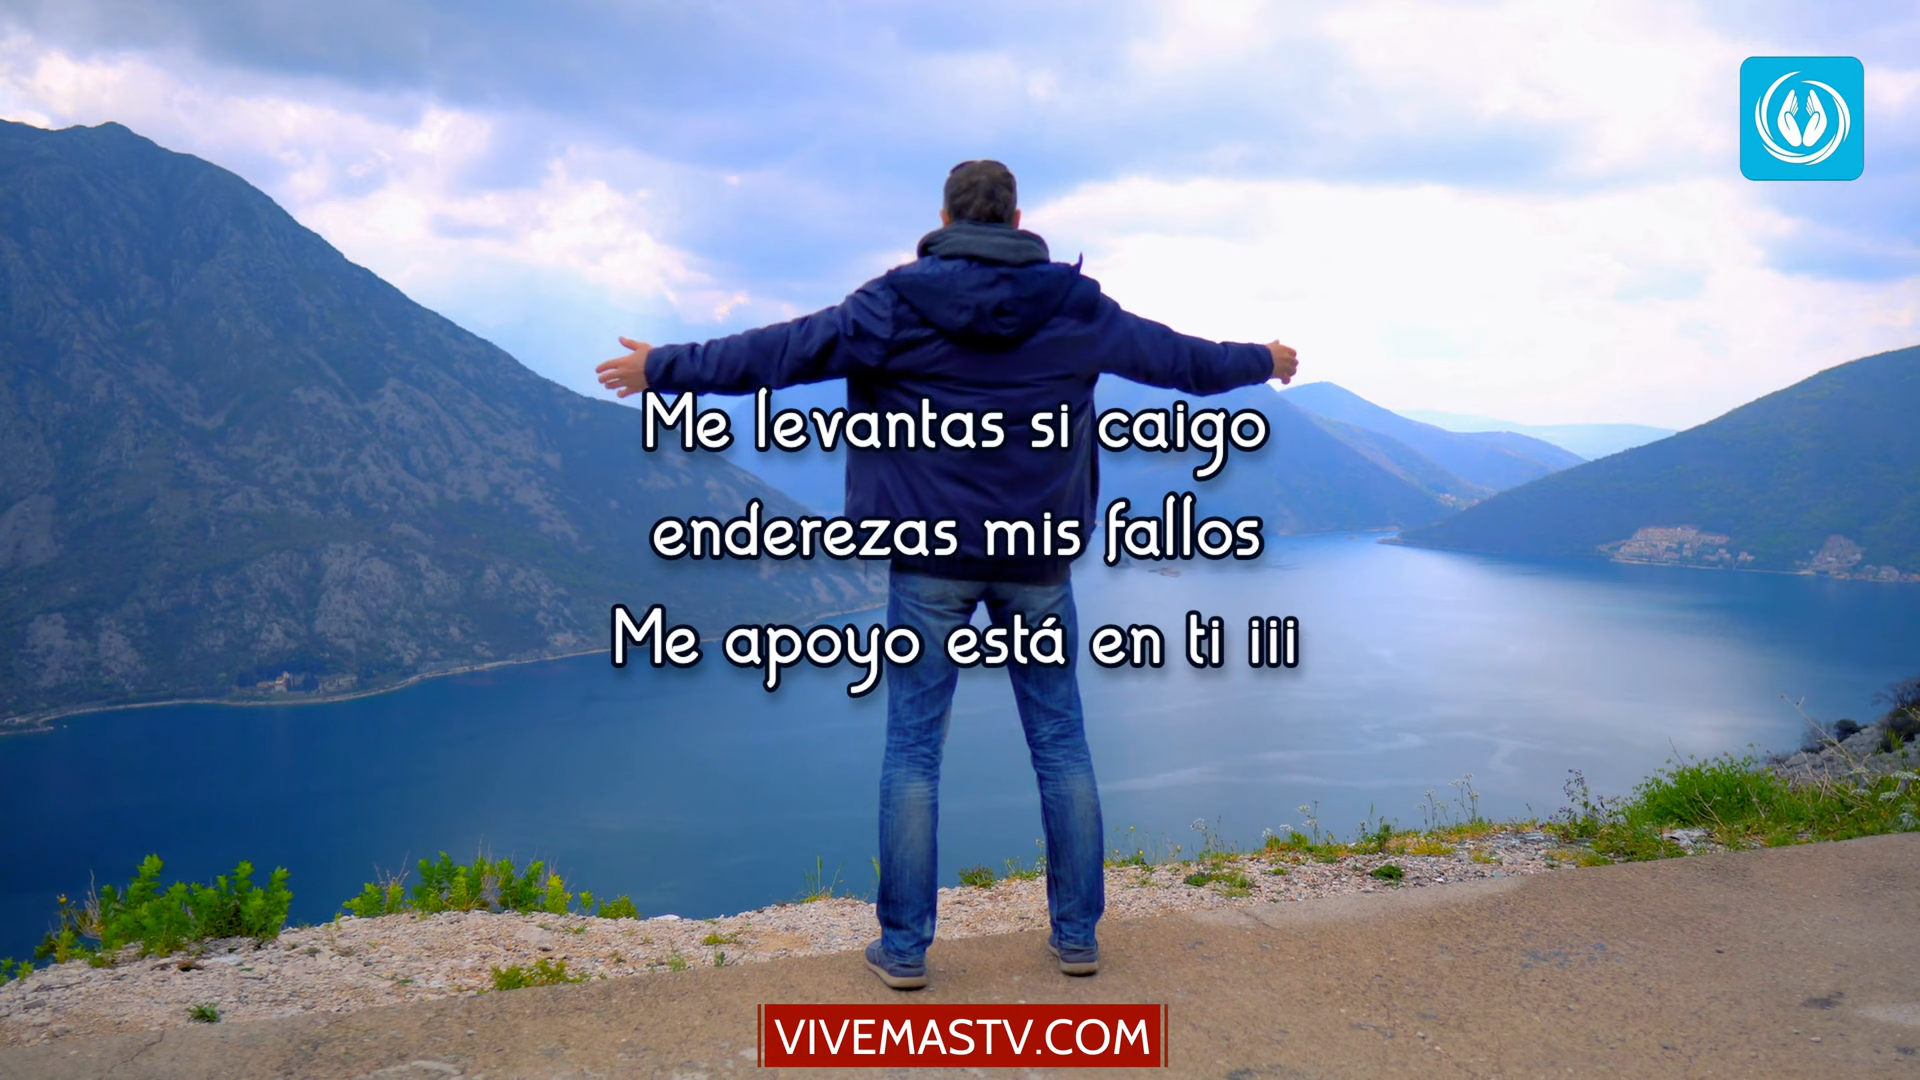 Me levantas si caigo
enderezas mis fallos
Me apoyo está en ti iii
VIVEMASTV.COM